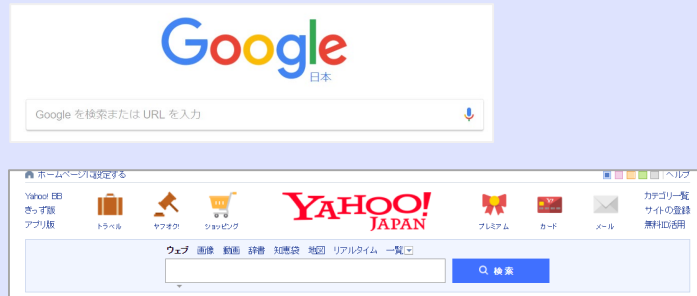 Google
日本
Google を検索または URL を入力
ホームページに設定する
ヘルプ
Yahoo! BB
きっず版
アプリ版
トラベル
ヤフオク!
ショッピング
YAHOO!
JAPAN
プレミアム
カード
メール
カテゴリ一覧
サイトの登録
無料ID活用
ウェブ 画像 動画 辞書 知恵袋 地図 リアルタイム 一覧
検索